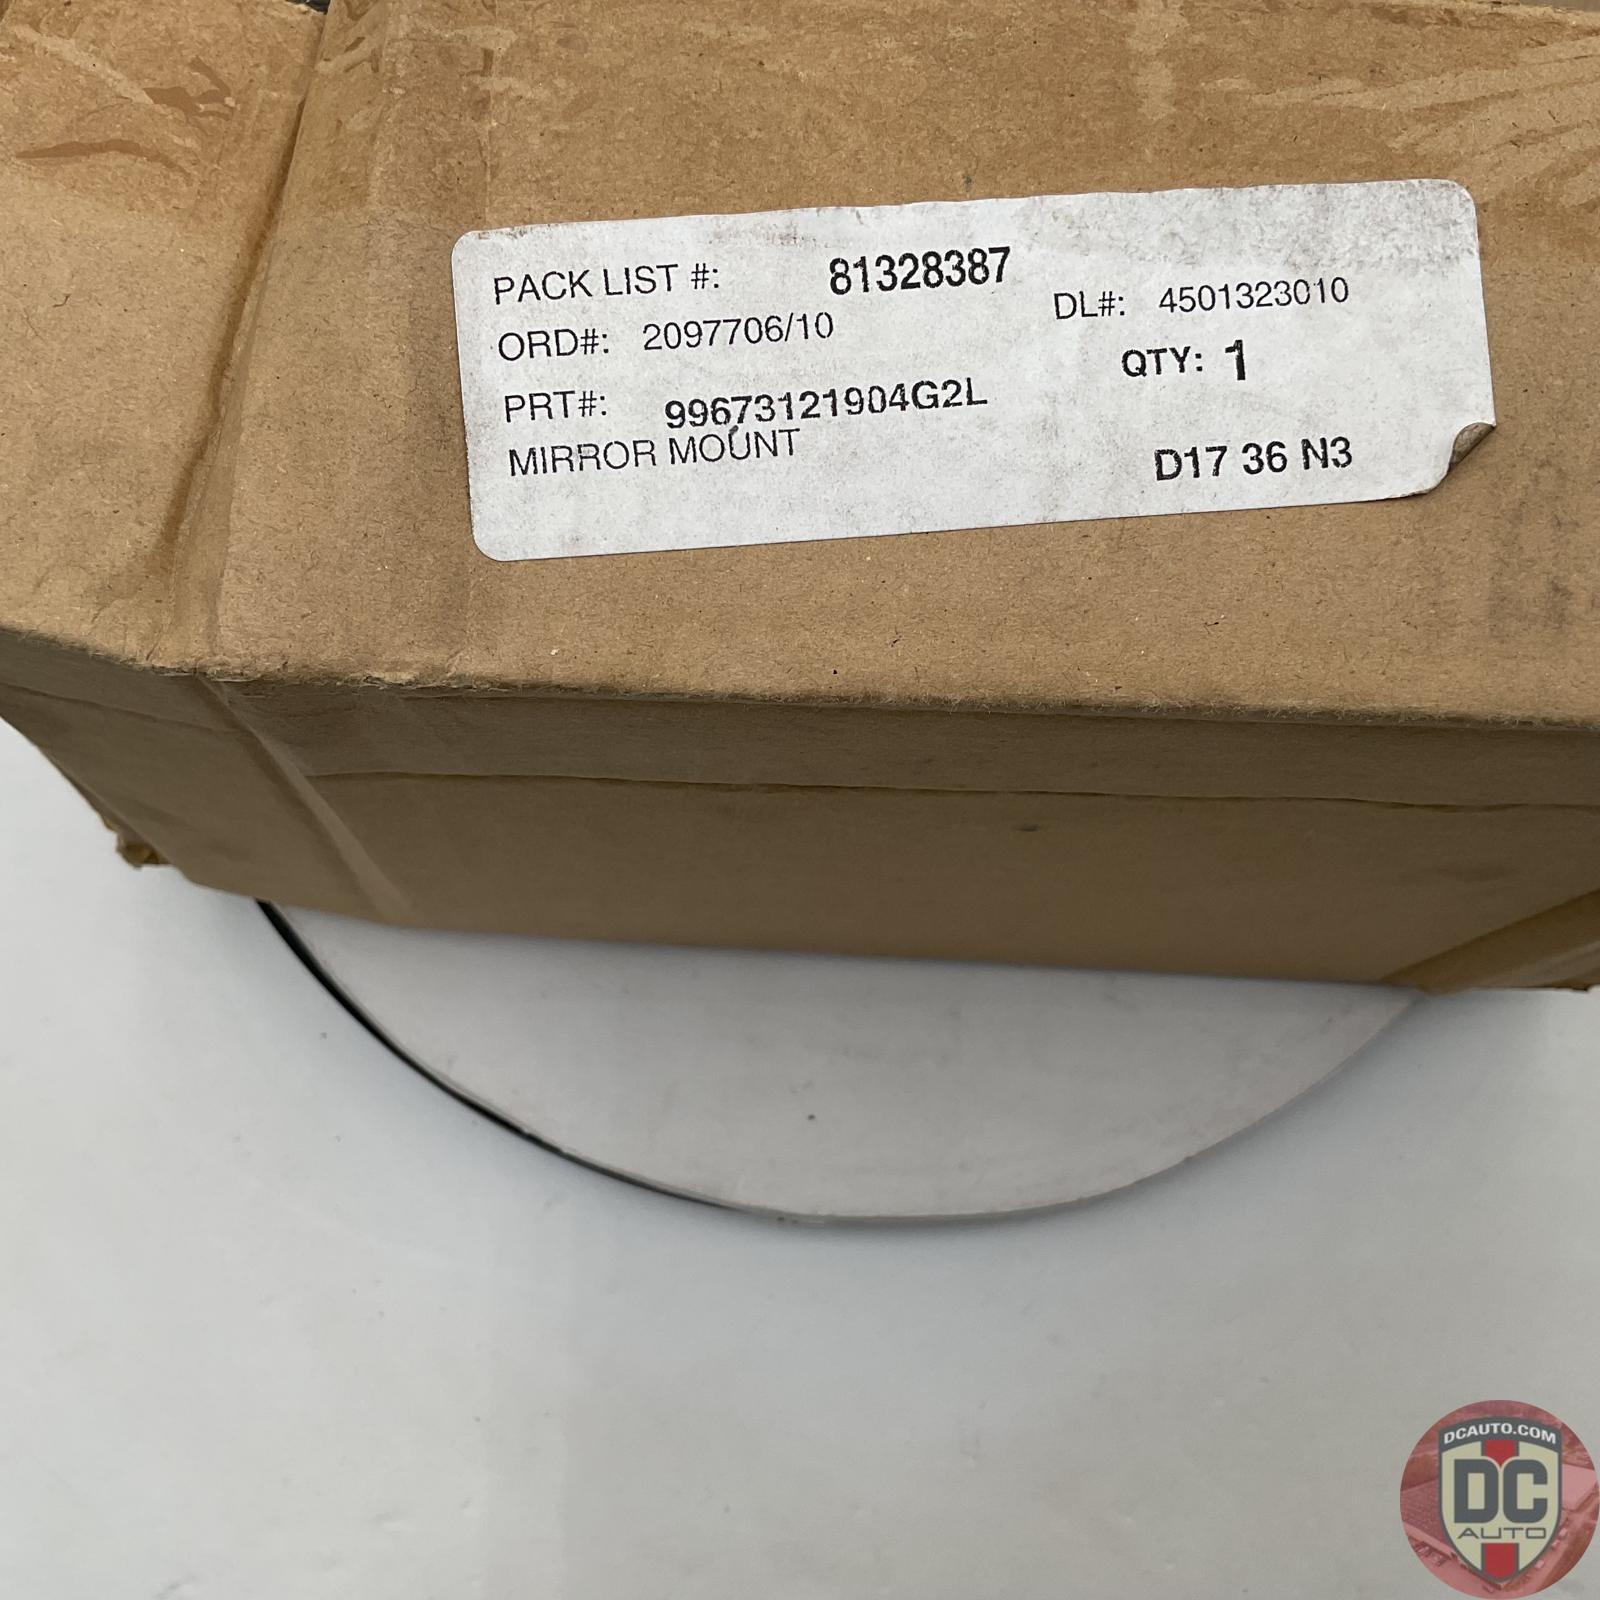 PACK LIST #: 81328387
ORD#: 2097706/10 DL#: 4501323010
QTY: 1
PRT#: 99673121904G2L
MIRROR MOUNT
D17 36 N3
DCAUTO.COM
DC
AUTO